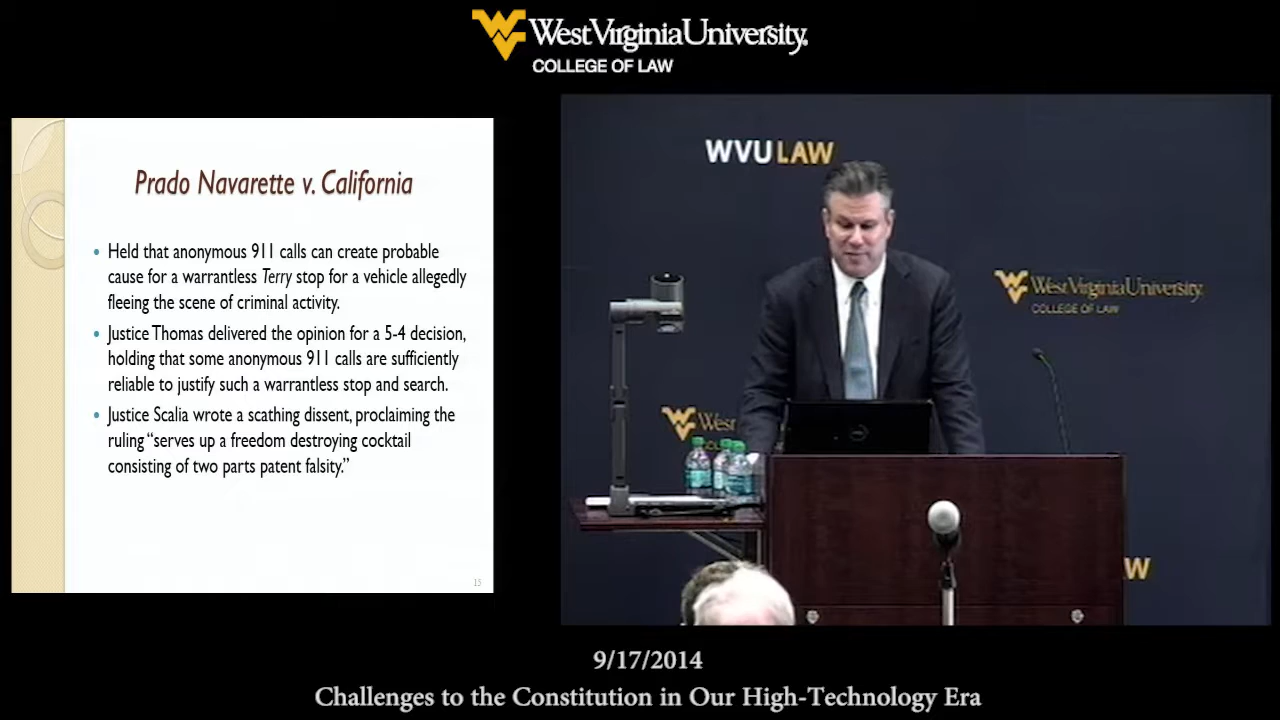 West Virginia University.
COLLEGE OF LAW
Prado Navarette v. California
• Held that anonymous 911 calls can create probable
cause for a warrantless Terry stop for a vehicle allegedly
fleeing the scene of criminal activity.
• Justice Thomas delivered the opinion for a 5-4 decision,
holding that some anonymous 911 calls are sufficiently
reliable to justify such a warrantless stop and search.
• Justice Scalia wrote a scathing dissent, proclaiming the
ruling “serves up a freedom destroying cocktail
consisting of two parts patent falsity.”
15
WVU LAW
West Virginia University.
COLLEGE OF LAW
West
W
9/17/2014
Challenges to the Constitution in Our High-Technology Era